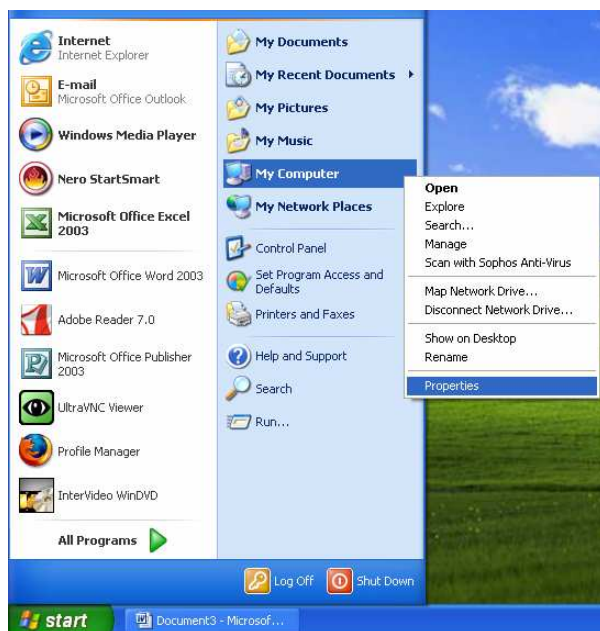 Internet
Internet Explorer
E-mail
Microsoft Office Outlook
Windows Media Player
Nero StartSmart
Microsoft Office Excel
2003
Microsoft Office Word 2003
Adobe Reader 7.0
Microsoft Office Publisher
2003
UltraVNC Viewer
Profile Manager
InterVideo WinDVD
All Programs
My Documents
My Recent Documents
My Pictures
My Music
My Computer
My Network Places
Control Panel
Set Program Access and
Defaults
Printers and Faxes
Help and Support
Search
Run...
Open
Explore
Search...
Manage
Scan with Sophos Anti-Virus
Map Network Drive...
Disconnect Network Drive...
Show on Desktop
Rename
Properties
Log Off
Shut Down
start
Document3 - Microsof...